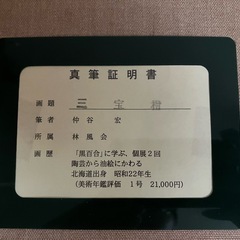 真筆証明書
画題 三宝柑
筆者 仲谷 宏
所属 林風会
画歴 「黒百合」に学ぶ、個展2回
陶芸から油絵にかわる
北海道出身 昭和22年生
(美術年鑑評価 1号 21,000円)